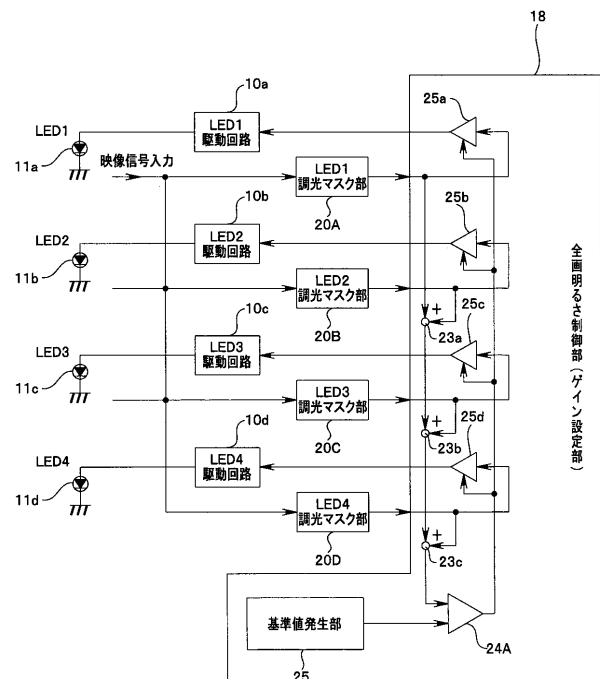 18
10a
25a
LED1
LED1
駆動回路
11a
映像信号入力
LED1
調光マスク部
20A
10b
25b
LED2
LED2
駆動回路
11b
LED2
調光マスク部
20B
+
23a
10c
25c
LED3
LED3
駆動回路
11c
LED3
調光マスク部
20C
+
23b
10d
25d
LED4
LED4
駆動回路
11d
LED4
調光マスク部
20D
+
23c
全画明るさ制御部(ゲイン設定部)
基準値発生部
24A
25